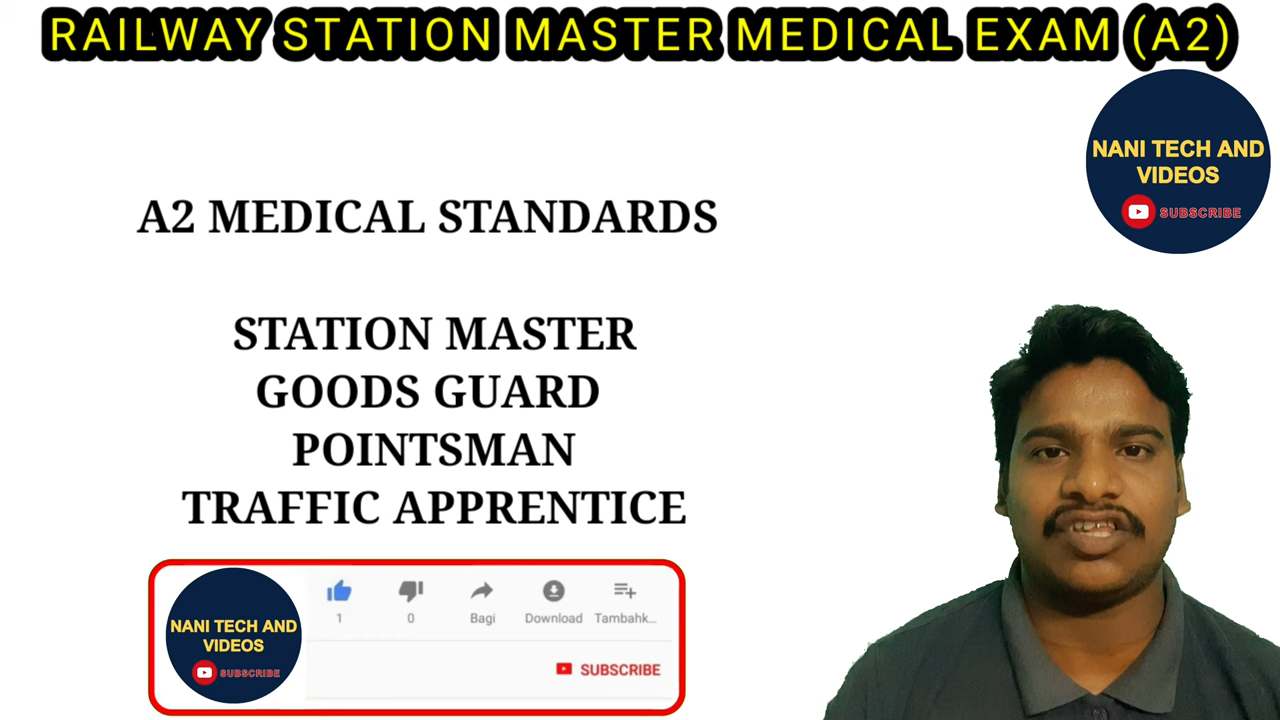 RAILWAY STATION MASTER MEDICAL EXAM (A2)
NANI TECH AND
VIDEOS
SUBSCRIBE
A2 MEDICAL STANDARDS
STATION MASTER
GOODS GUARD
POINTSMAN
TRAFFIC APPRENTICE
NANI TECH AND
VIDEOS
SUBSCRIBE
1 0 Bagi Download Tambahk...
SUBSCRIBE